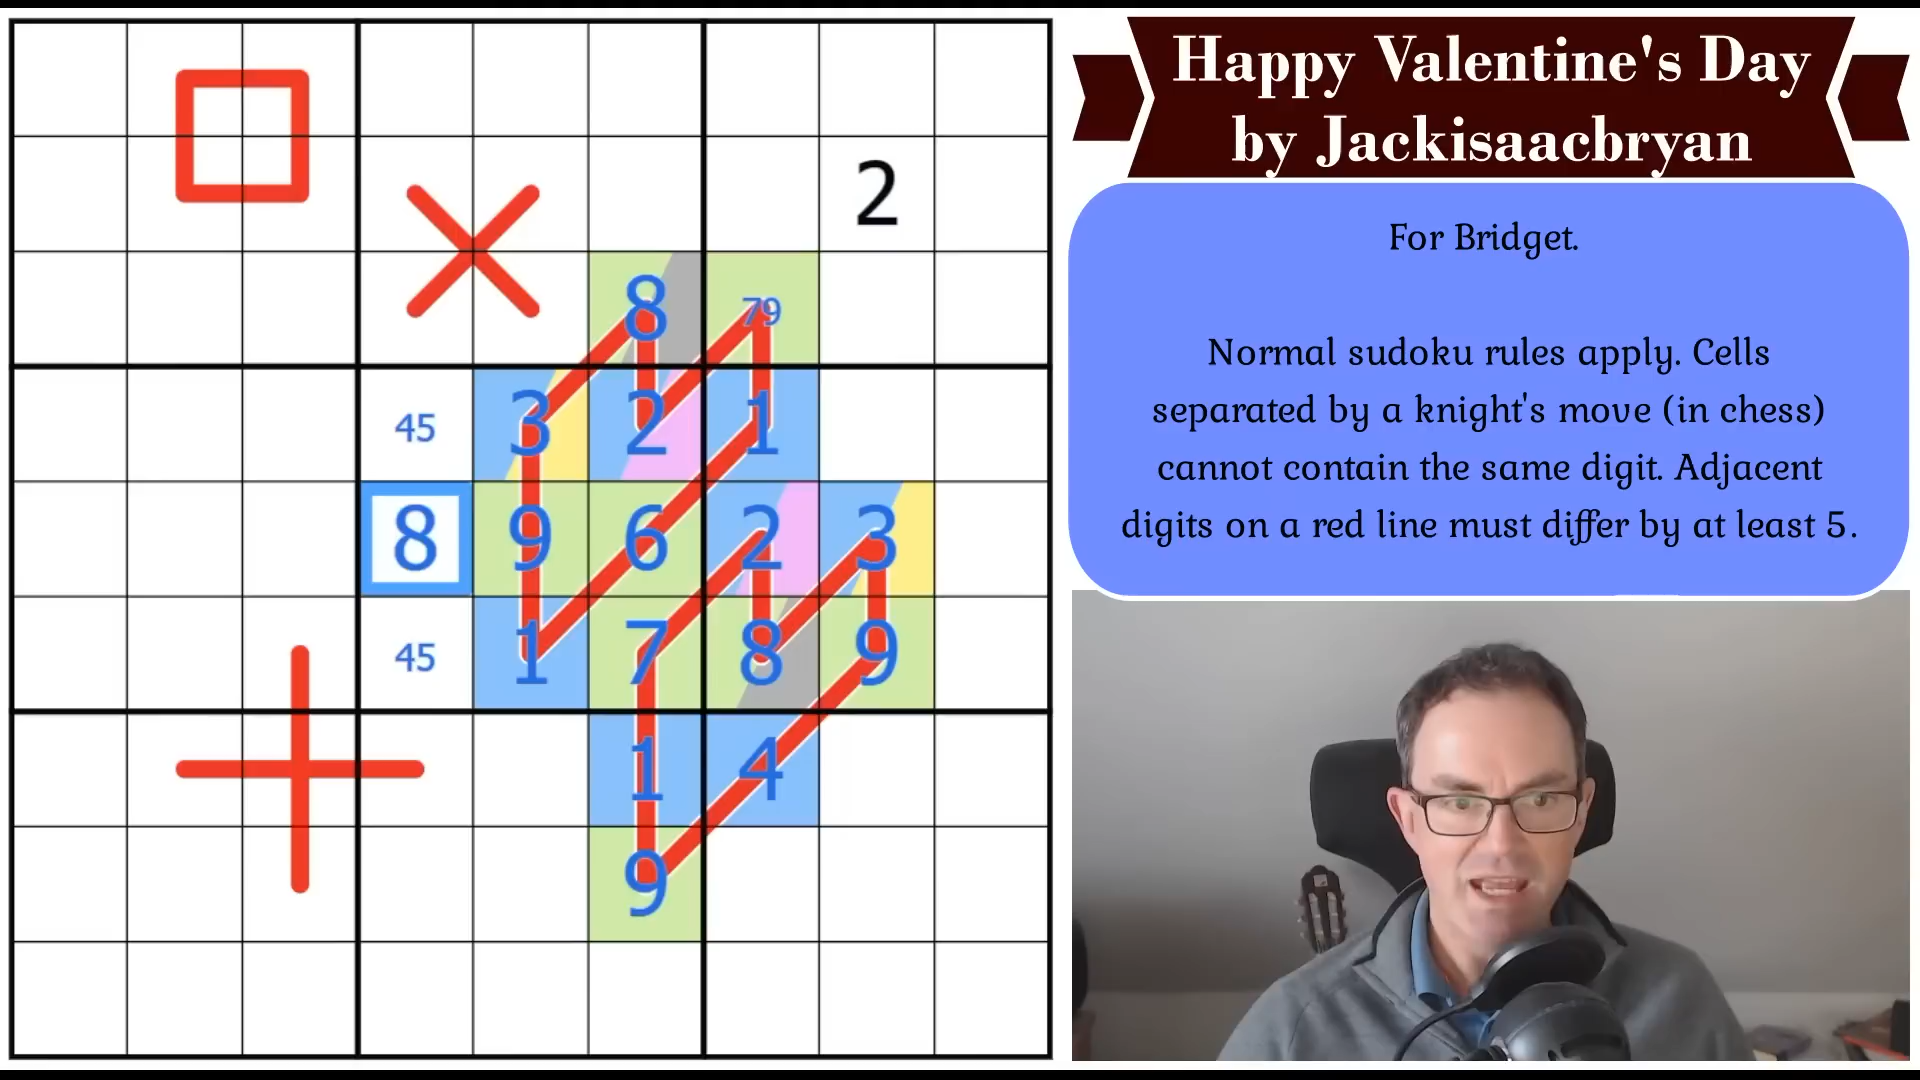 Happy Valentine's Day
by Jackisaacbryan
For Bridget.
Normal sudoku rules apply. Cells
separated by a knight's move (in chess)
cannot contain the same digit. Adjacent
digits on a red line must differ by at least 5.
2
8 79
45 3 2 1
8 9 6 2 3
45 1 7 8 9
1 4
9